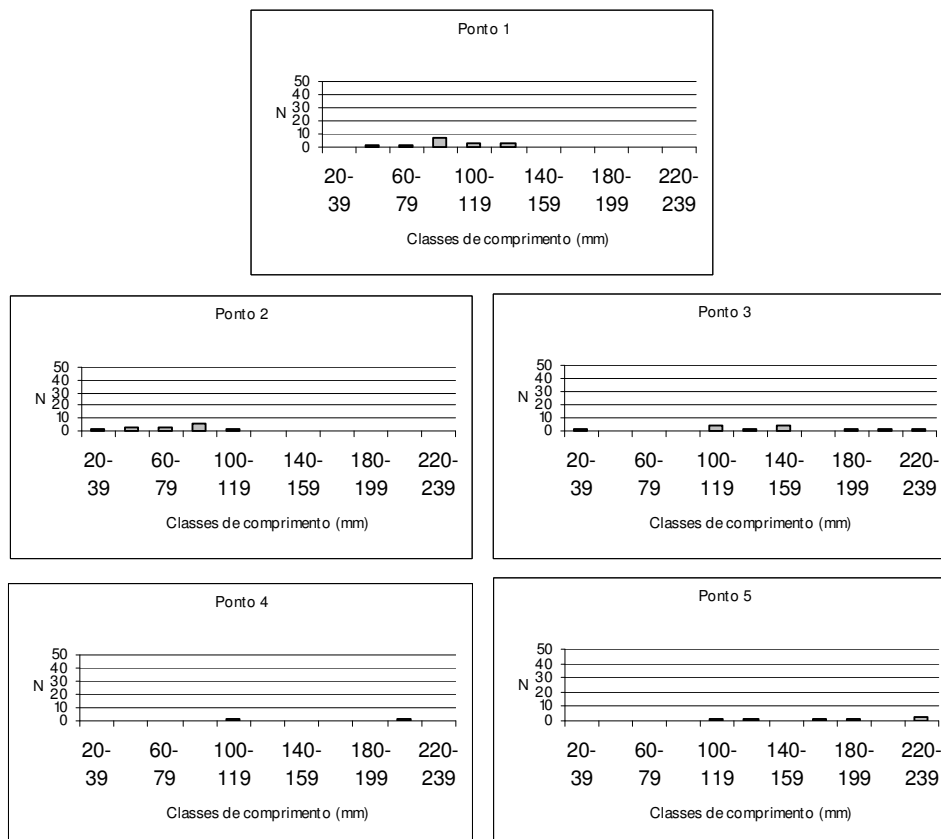 Ponto 1
50
40
N 30
20
10
0
20- 60- 100- 140- 180- 220-
39 79 119 159 199 239
Classes de comprimento (mm)
Ponto 2
50
40
N 30
20
10
0
20- 60- 100- 140- 180- 220-
39 79 119 159 199 239
Classes de comprimento (mm)
Ponto 3
50
40
N 30
20
10
0
20- 60- 100- 140- 180- 220-
39 79 119 159 199 239
Classes de comprimento (mm)
Ponto 4
50
40
N 30
20
10
0
20- 60- 100- 140- 180- 220-
39 79 119 159 199 239
Classes de comprimento (mm)
Ponto 5
50
40
N 30
20
10
0
20- 60- 100- 140- 180- 220-
39 79 119 159 199 239
Classes de comprimento (mm)